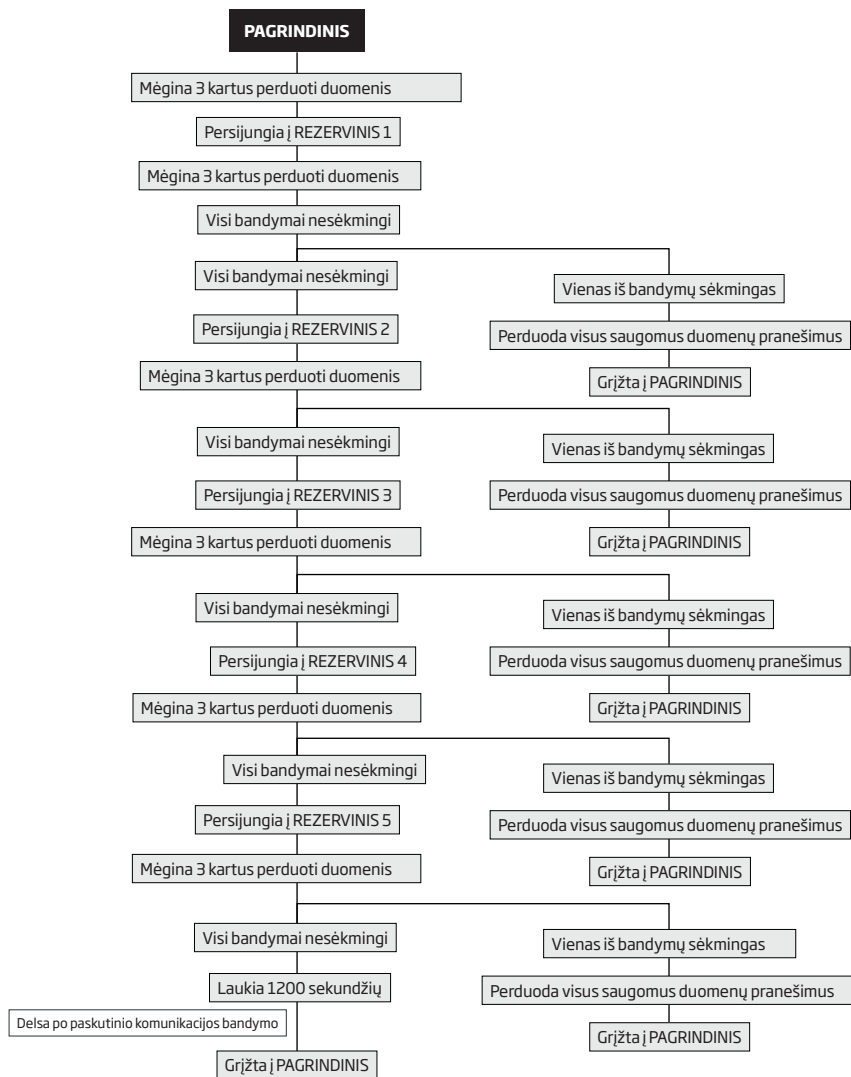 PAGRINDINIS
Mėgina 3 kartus perduoti duomenis
Persijungia į REZERVINIS 1
Mėgina 3 kartus perduoti duomenis
Visi bandymai nesėkmingi
Visi bandymai nesėkmingi
Vienas iš bandymų sėkmingas
Persijungia į REZERVINIS 2
Perduoda visus saugomus duomenų pranešimus
Mėgina 3 kartus perduoti duomenis
Grįžta į PAGRINDINIS
Visi bandymai nesėkmingi
Vienas iš bandymų sėkmingas
Persijungia į REZERVINIS 3
Perduoda visus saugomus duomenų pranešimus
Mėgina 3 kartus perduoti duomenis
Grįžta į PAGRINDINIS
Visi bandymai nesėkmingi
Vienas iš bandymų sėkmingas
Persijungia į REZERVINIS 4
Perduoda visus saugomus duomenų pranešimus
Mėgina 3 kartus perduoti duomenis
Grįžta į PAGRINDINIS
Visi bandymai nesėkmingi
Vienas iš bandymų sėkmingas
Persijungia į REZERVINIS 5
Perduoda visus saugomus duomenų pranešimus
Mėgina 3 kartus perduoti duomenis
Grįžta į PAGRINDINIS
Visi bandymai nesėkmingi
Vienas iš bandymų sėkmingas
Laukia 1200 sekundžių
Perduoda visus saugomus duomenų pranešimus
Delsa po paskutinio komunikacijos bandymo
Grįžta į PAGRINDINIS
Grįžta į PAGRINDINIS